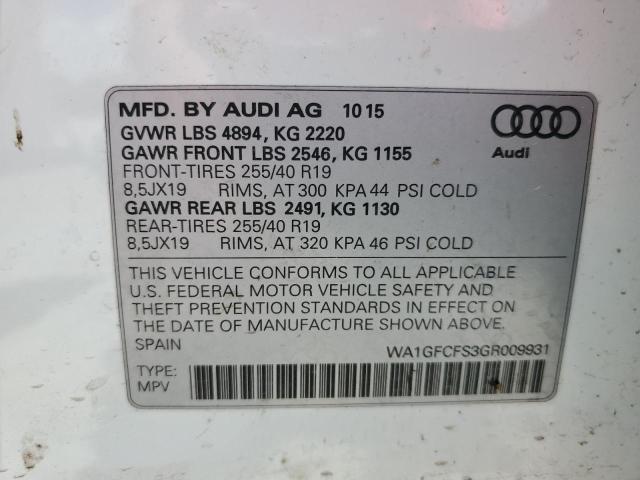 MFD. BY AUDI AG 10 15
GVWR LBS 4894, KG 2220
GAWR FRONT LBS 2546, KG 1155
FRONT-TIRES 255/40 R19
8,5JX19 RIMS, AT 300 KPA 44 PSI COLD
GAWR REAR LBS 2491, KG 1130
REAR-TIRES 255/40 R19
8,5JX19 RIMS, AT 320 KPA 46 PSI COLD
Audi
THIS VEHICLE CONFORMS TO ALL APPLICABLE
U.S. FEDERAL MOTOR VEHICLE SAFETY AND
THEFT PREVENTION STANDARDS IN EFFECT ON
THE DATE OF MANUFACTURE SHOWN ABOVE.
SPAIN
WA1GFCFS3GR009931
TYPE:
MPV